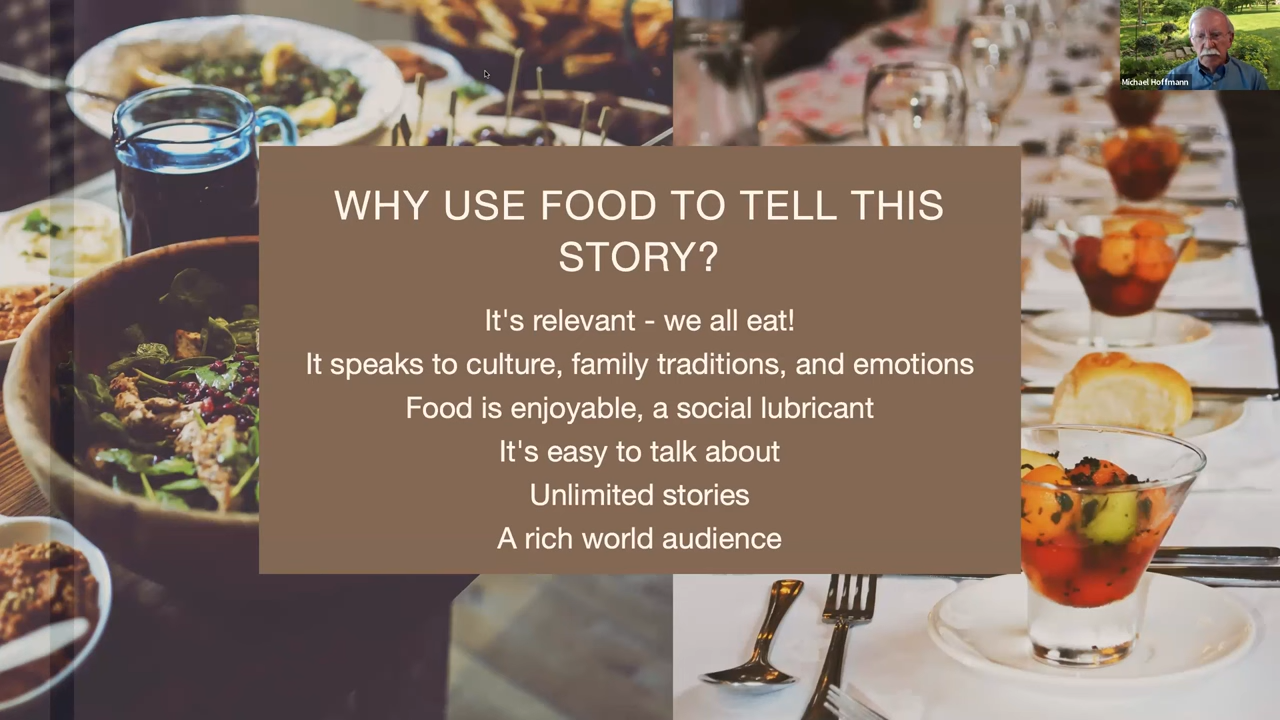 Michael Hoffmann
WHY USE FOOD TO TELL THIS
STORY?
It's relevant - we all eat!
It speaks to culture, family traditions, and emotions
Food is enjoyable, a social lubricant
It's easy to talk about
Unlimited stories
A rich world audience